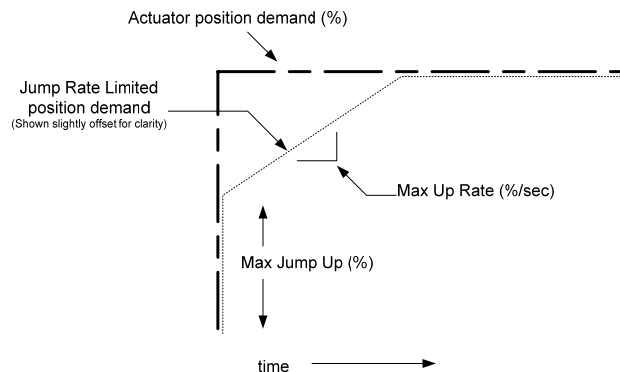 Actuator position demand (%)
Jump Rate Limited
position demand
(Shown slightly offset for clarity)
Max Up Rate (%/sec)
Max Jump Up (%)
time